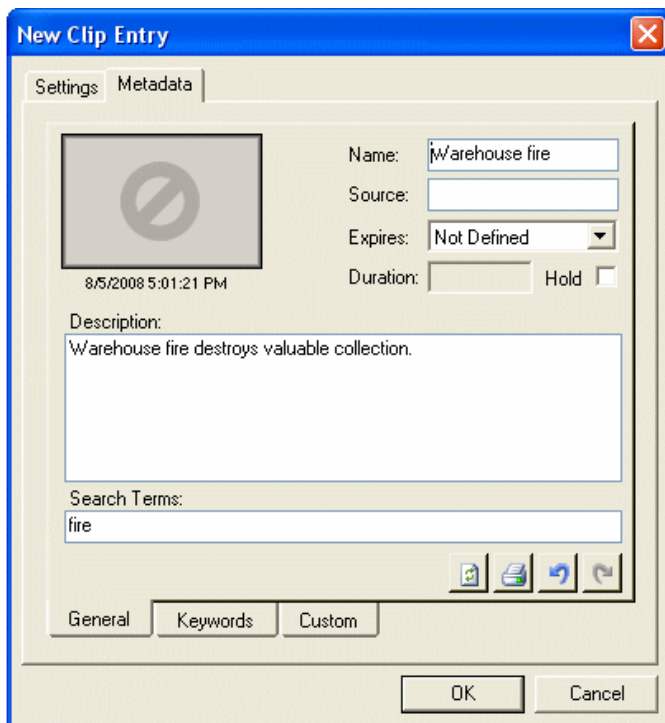 New Clip Entry
Settings Metadata
Name: Warehouse fire
Source:
Expires: Not Defined
8/5/2008 5:01:21 PM Duration: Hold
Description:
Warehouse fire destroys valuable collection.
Search Terms:
fire
General Keywords Custom
OK Cancel